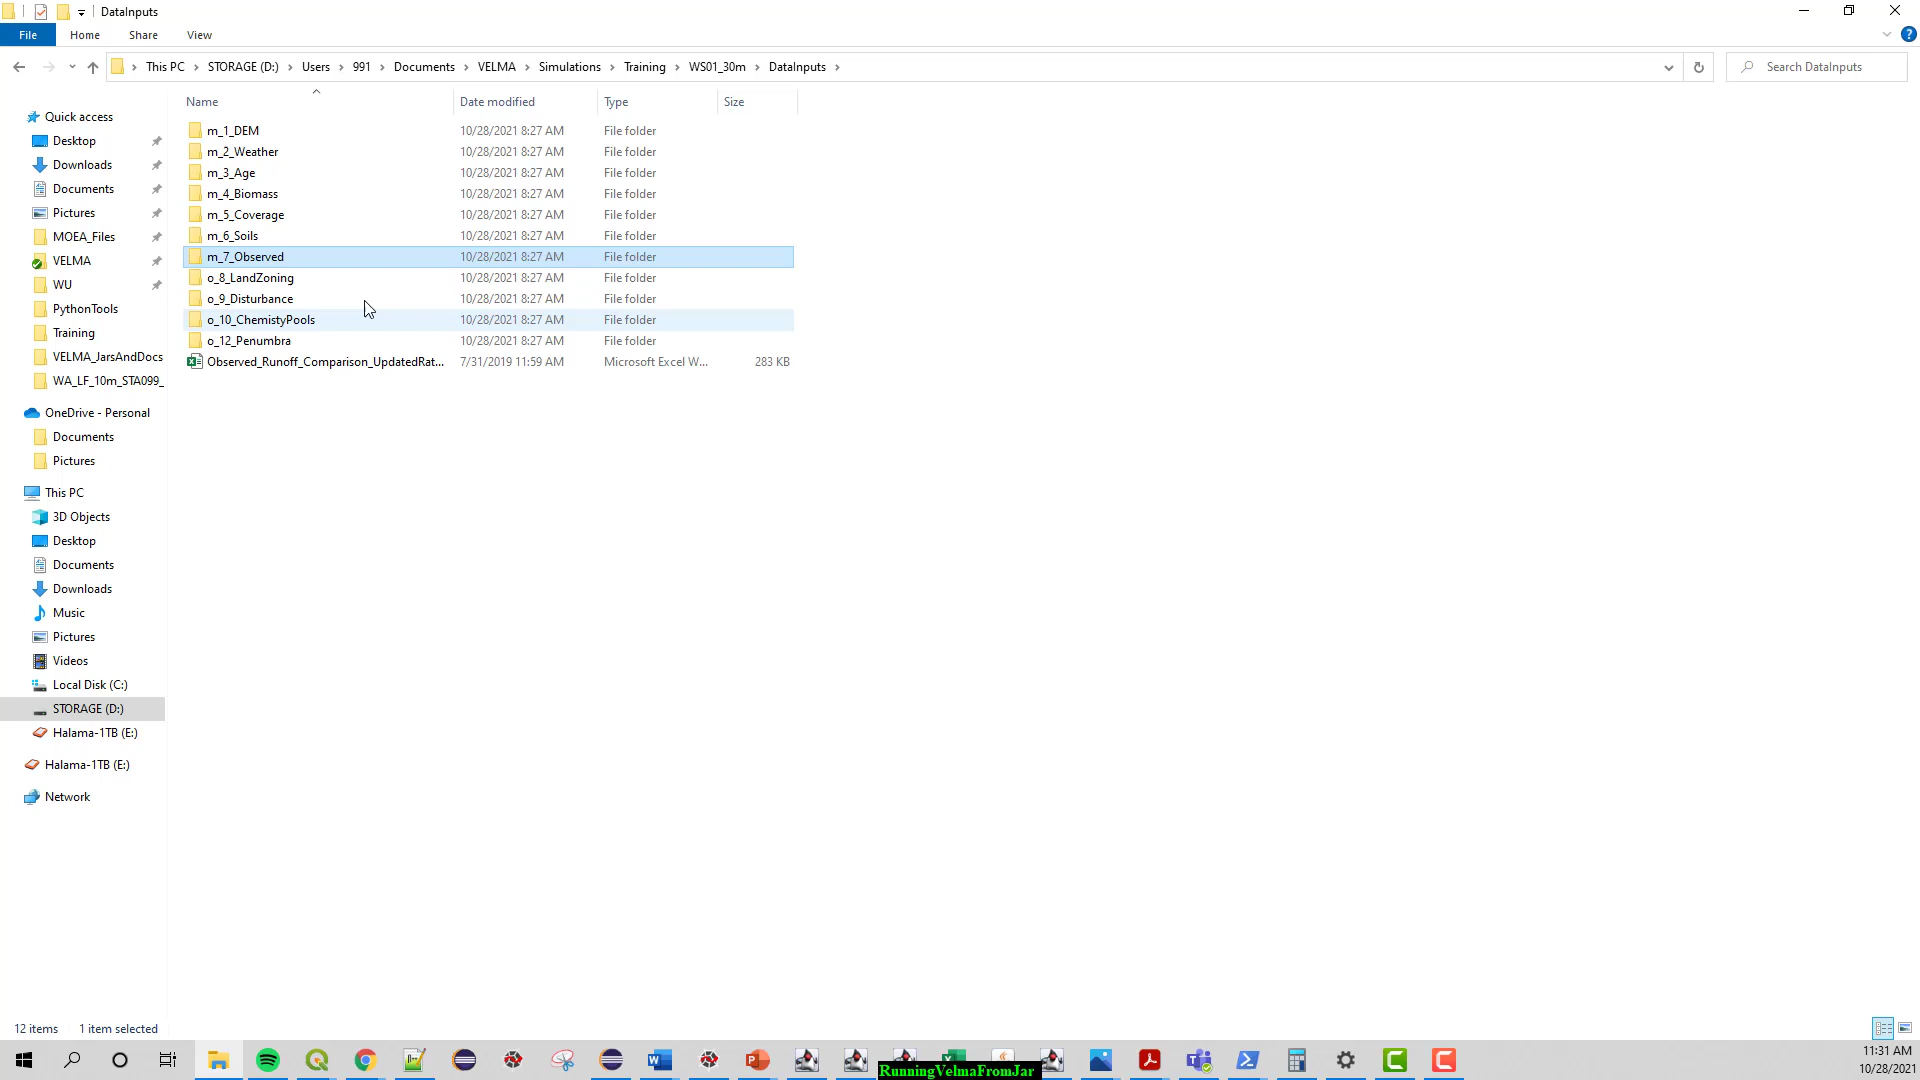 DataInputs
File
Home
Share
View
This PC
STORAGE (D:)
Users
991
Documents
VELMA
Simulations
Training
WS01_30m
DataInputs
Search DataInputs
Name
Date modified
Type
Size
m_1_DEM 10/28/2021 8:27 AM File folder
m_2_Weather 10/28/2021 8:27 AM File folder
m_3_Age 10/28/2021 8:27 AM File folder
m_4_Biomass 10/28/2021 8:27 AM File folder
m_5_Coverage 10/28/2021 8:27 AM File folder
m_6_Soils 10/28/2021 8:27 AM File folder
m_7_Observed 10/28/2021 8:27 AM File folder
o_8_LandZoning 10/28/2021 8:27 AM File folder
o_9_Disturbance 10/28/2021 8:27 AM File folder
o_10_ChemistyPools 10/28/2021 8:27 AM File folder
o_12_Penumbra 10/28/2021 8:27 AM File folder
Observed_Runoff_Comparison_UpdatedRat... 7/31/2019 11:59 AM Microsoft Excel W... 283 KB
Quick access
Desktop
Downloads
Documents
Pictures
MOEA_Files
VELMA
WU
PythonTools
Training
VELMA_JarsAndDocs
WA_LF_10m_STA099_
OneDrive - Personal
Documents
Pictures
This PC
3D Objects
Desktop
Documents
Downloads
Music
Pictures
Videos
Local Disk (C:)
STORAGE (D:)
Halama-1TB (E:)
Halama-1TB (E:)
Network
12 items
1 item selected
RunningVelmaFromJar
11:31 AM
10/28/2021